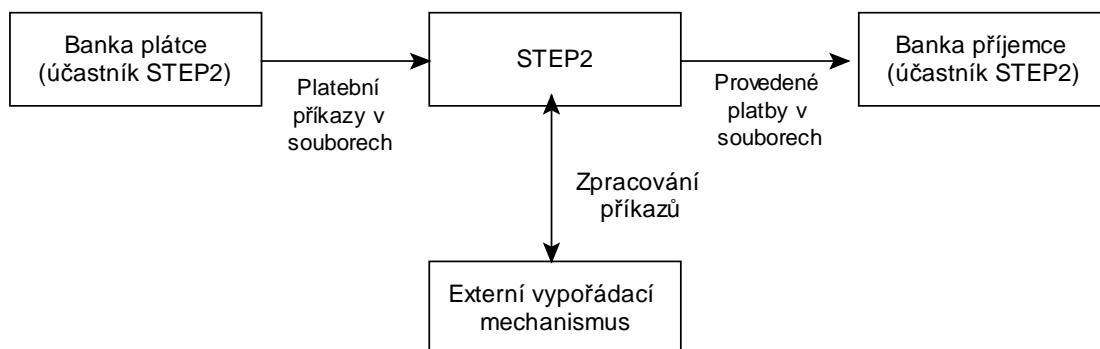 Banka plátce
(účastník STEP2)
STEP2
Banka příjemce
(účastník STEP2)
Platební
příkazy v
souborech
Provedené
platby v
souborech
Zpracování
příkazů
Externí vypořádací
mechanismus